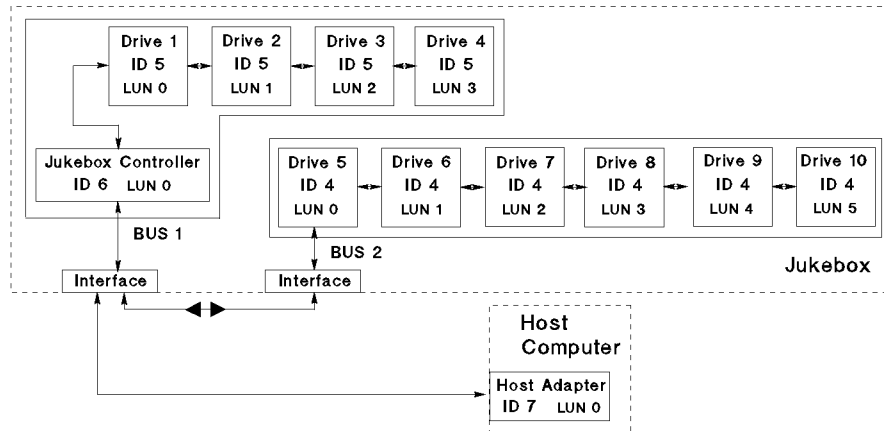 Drive 1
ID 5
LUN 0
Drive 2
ID 5
LUN 1
Drive 3
ID 5
LUN 2
Drive 4
ID 5
LUN 3
Jukebox Controller
ID 6 LUN 0
Drive 5
ID 4
LUN 0
Drive 6
ID 4
LUN 1
Drive 7
ID 4
LUN 2
Drive 8
ID 4
LUN 3
Drive 9
ID 4
LUN 4
Drive 10
ID 4
LUN 5
BUS 1
BUS 2
Jukebox
Interface
Interface
Host
Computer
Host Adapter
ID 7 LUN 0